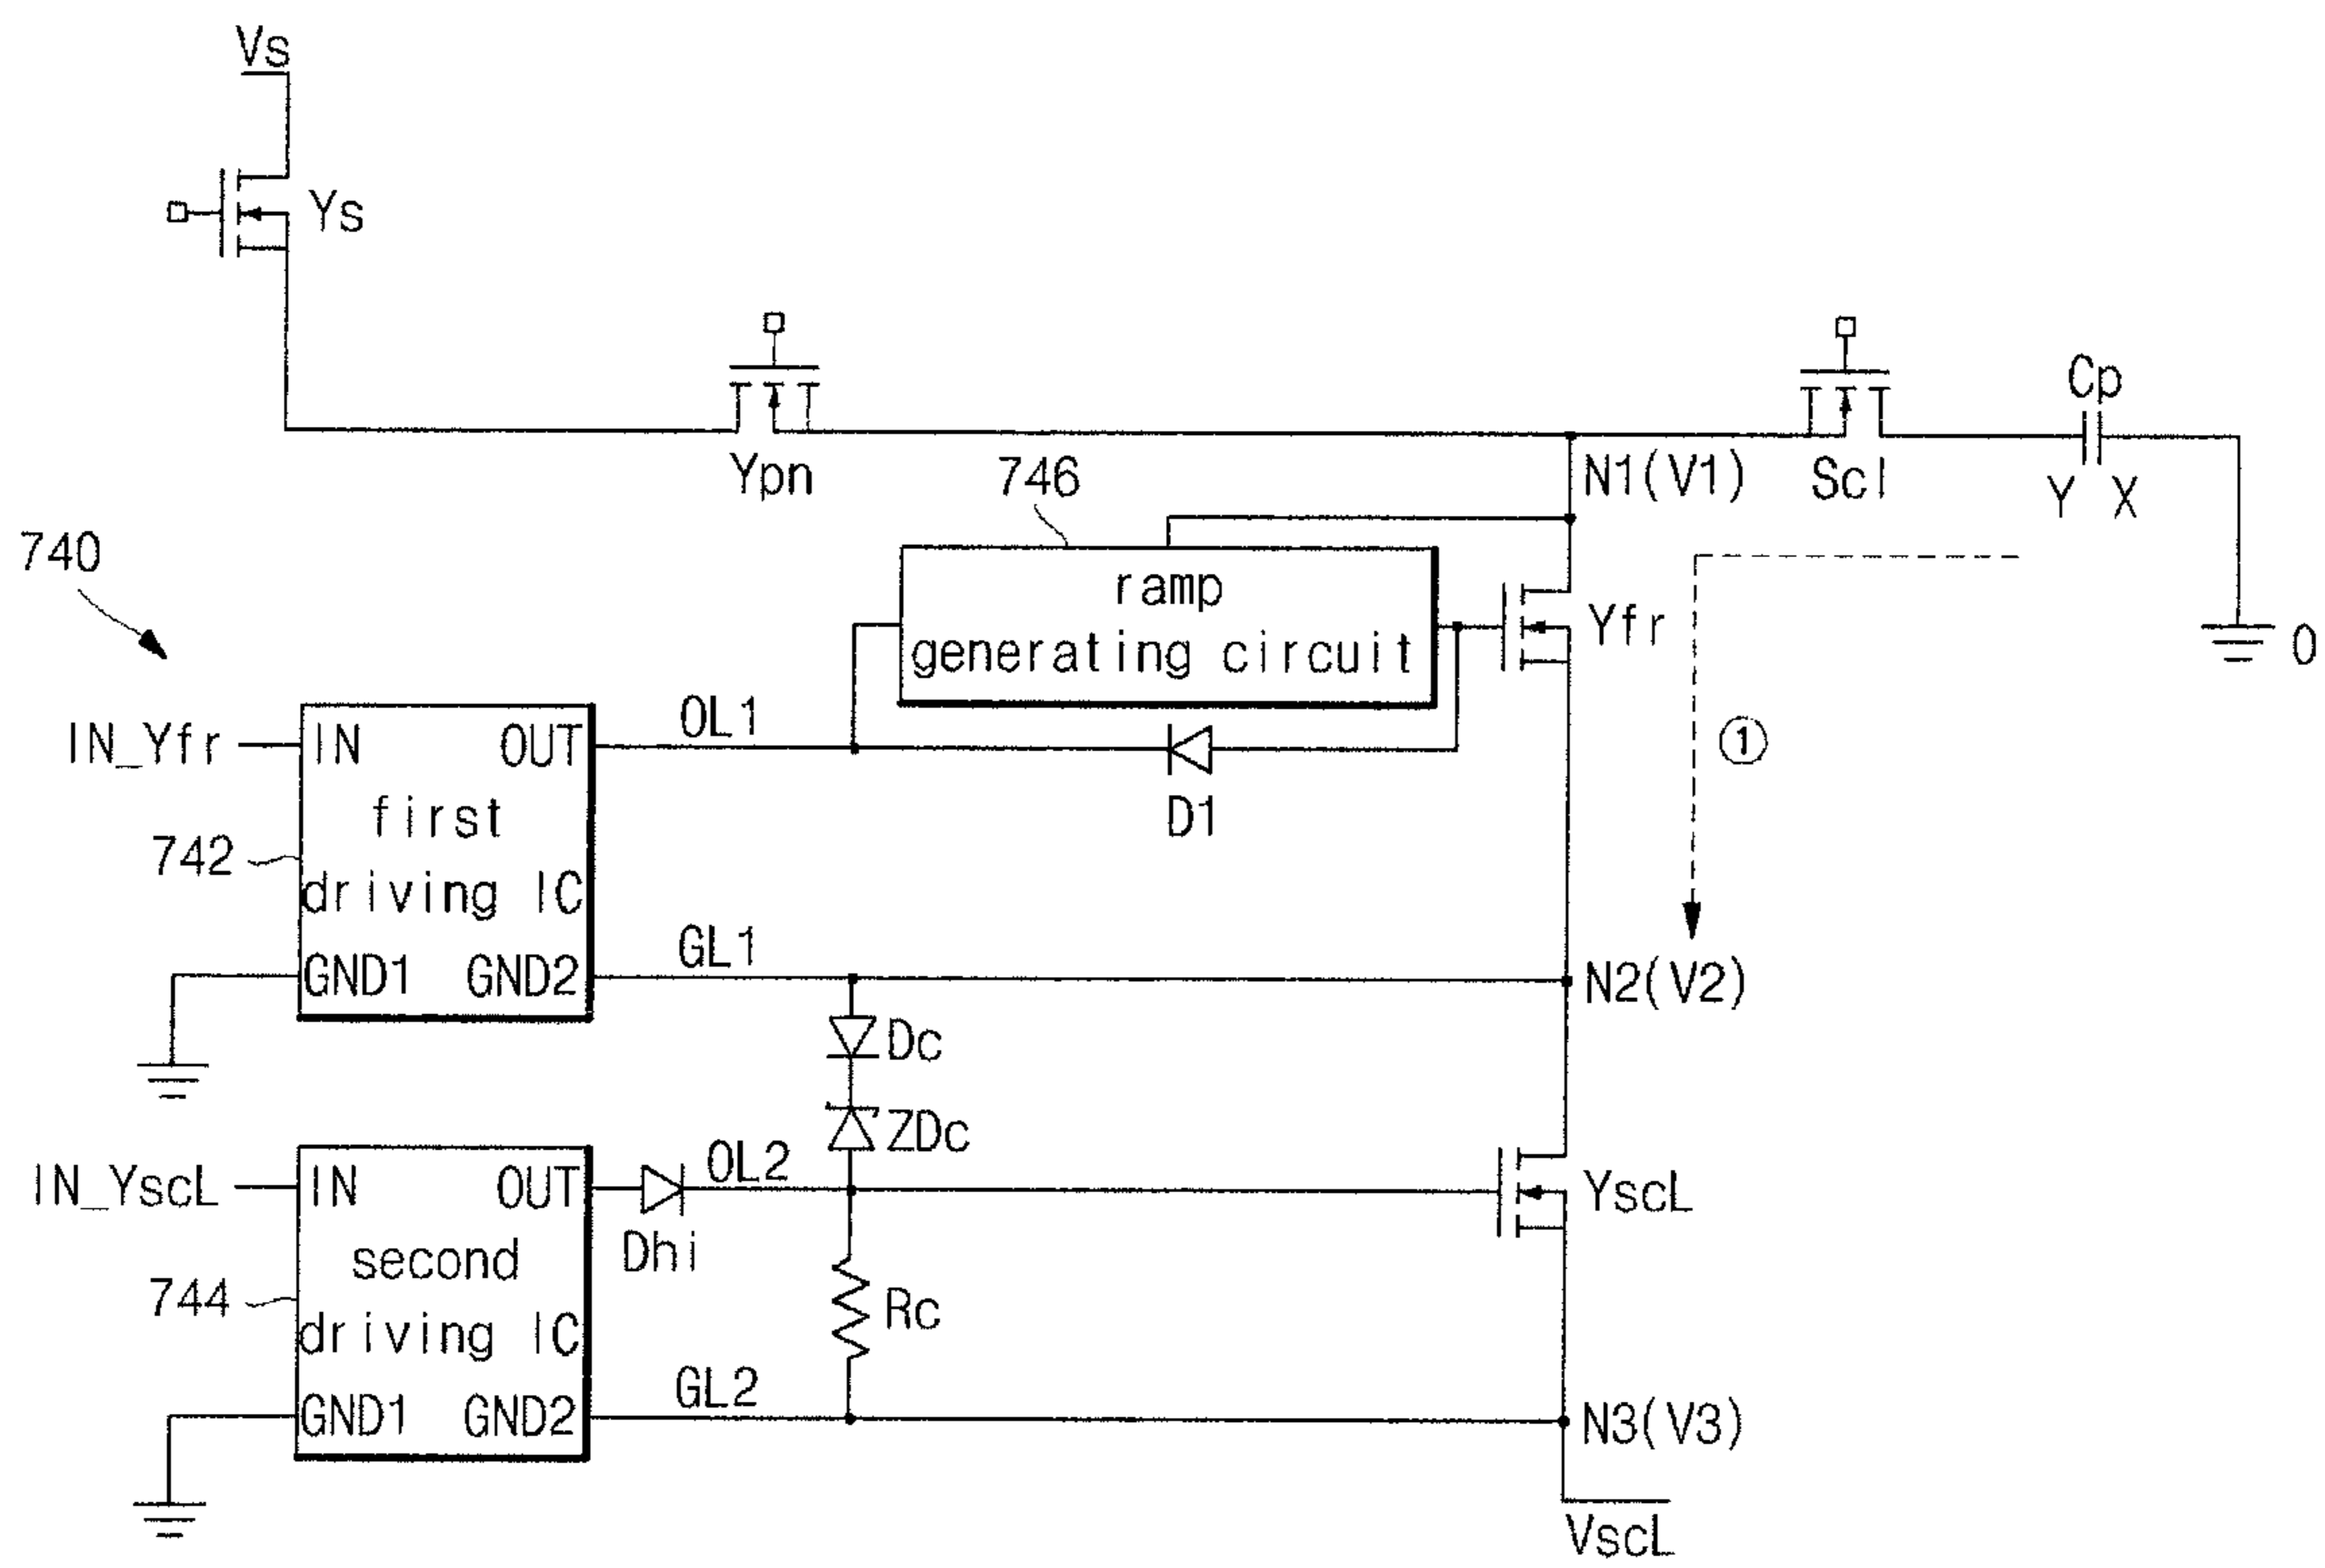 Vs
Ys
Cp
Ypn
746
N1(V1)
Scl
Y X
740
ramp
generating circuit
Yfr
0
OL1
IN_Yfr
IN OUT
①
D1
first
742
driving IC
GL1
GND1 GND2
N2(V2)
Dc
ZDc
OL2
IN_YscL
IN OUT
YscL
Dhi
second
744
Rc
driving IC
GL2
GND1 GND2
N3(V3)
VscL